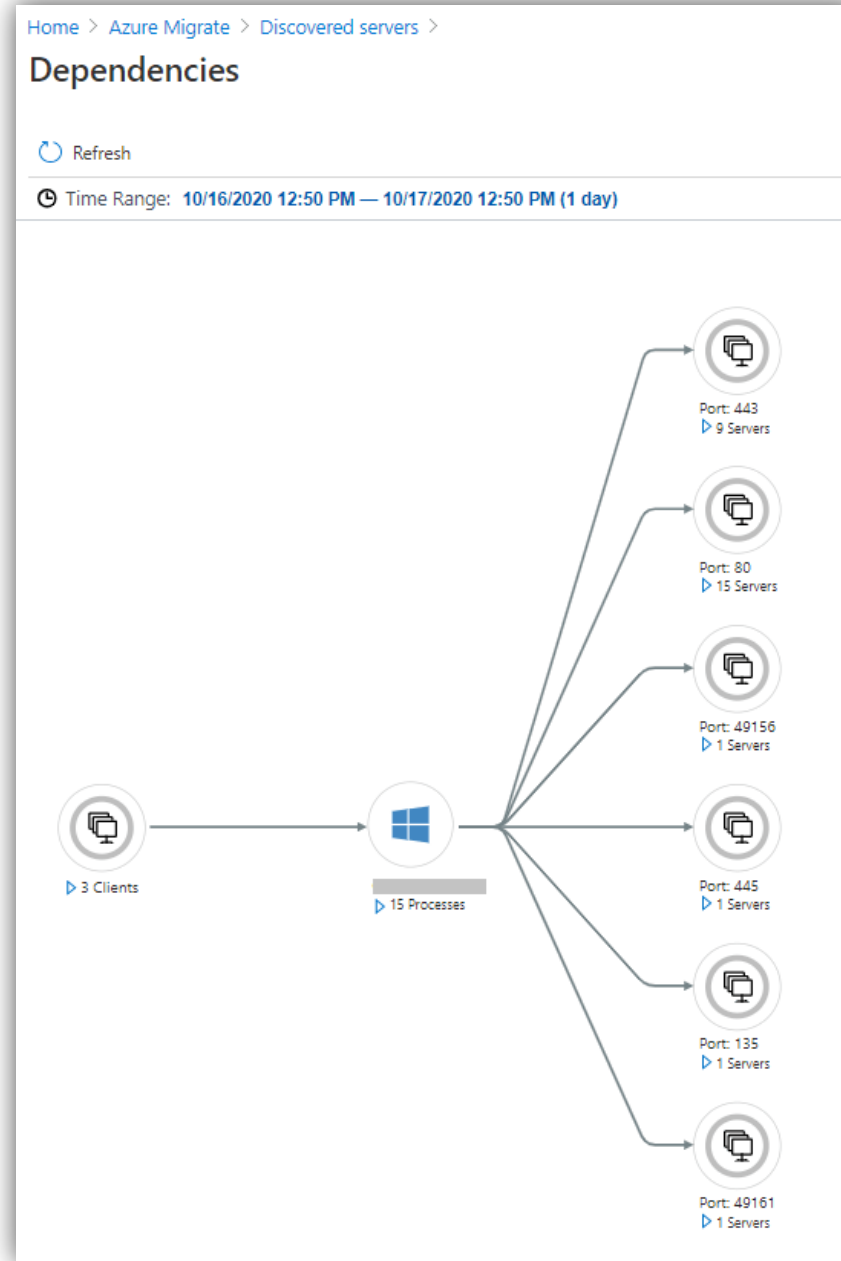 Home > Azure Migrate > Discovered servers >
Dependencies
Refresh
Time Range: 10/16/2020 12:50 PM — 10/17/2020 12:50 PM (1 day)
Port: 443
9 Servers
Port: 80
15 Servers
Port: 49156
1 Servers
3 Clients
15 Processes
Port: 445
1 Servers
Port: 135
1 Servers
Port: 49161
1 Servers